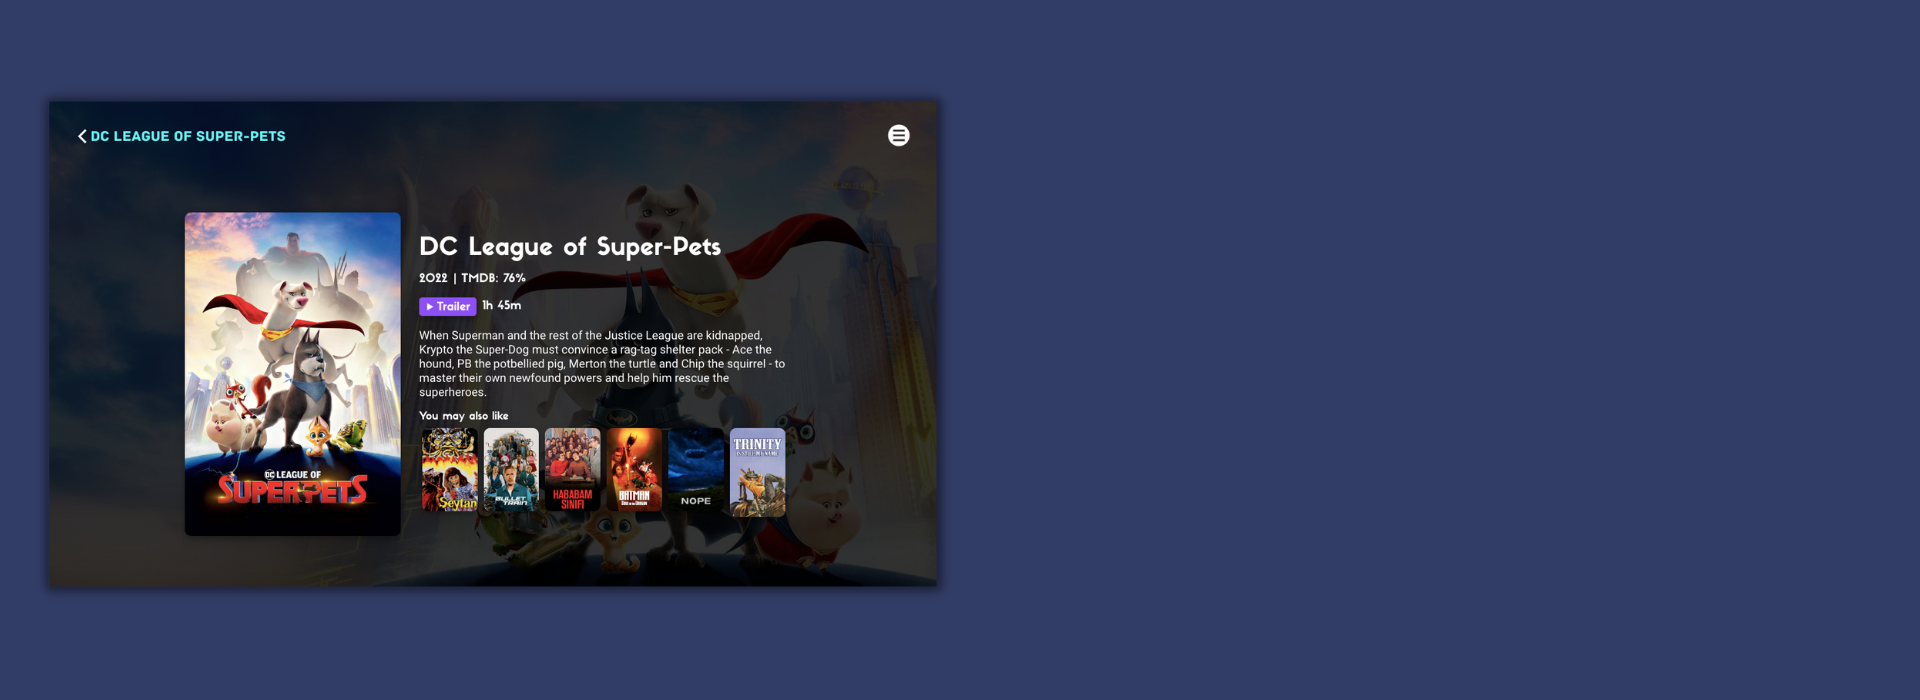 DC LEAGUE OF SUPER-PETS
DC League of Super-Pets
2022 | TMDB: 76%
Trailer 1h 45m
When Superman and the rest of the Justice League are kidnapped,
Krypto the Super-Dog must convince a rag-tag shelter pack - Ace the
hound, PB the potbellied pig, Merton the turtle and Chip the squirrel - to
master their own newfound powers and help him rescue the
superheroes.
You may also like
DC LEAGUE OF
SUPER-PETS
Şeytan
BULLET
TRAIN
HABABAM
SINIFI
BATMAN
NOPE
TRINITY
IS STILL MY NAME!